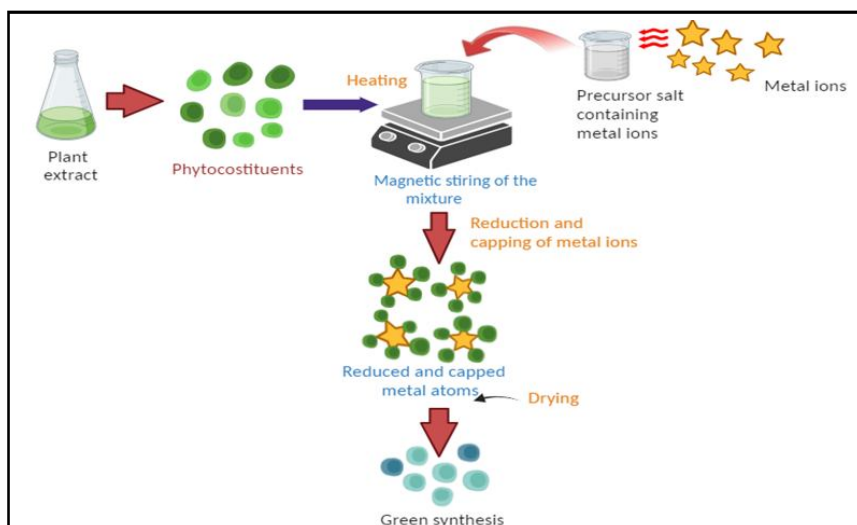 Heating
Precursor salt
containing
metal ions
Metal ions
Plant
extract
Phytocostituents
Magnetic stiring of the
mixture
Reduction and
capping of metal ions
Reduced and capped
metal atoms
Drying
Green synthesis